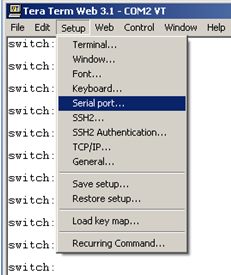 Tera Term Web 3.1 - COM2 VT
File Edit Setup Web Control Window Help
switch:
Terminal...
Window...
switch:
Font...
switch:
Keyboard...
Serial port...
switch:
SSH2...
switch:
SSH2 Authentication...
TCP/IP...
switch:
General...
switch:
Save setup...
switch:
Restore setup...
switch:
Load key map...
switch:
Recurring Command...
switch:
switch: